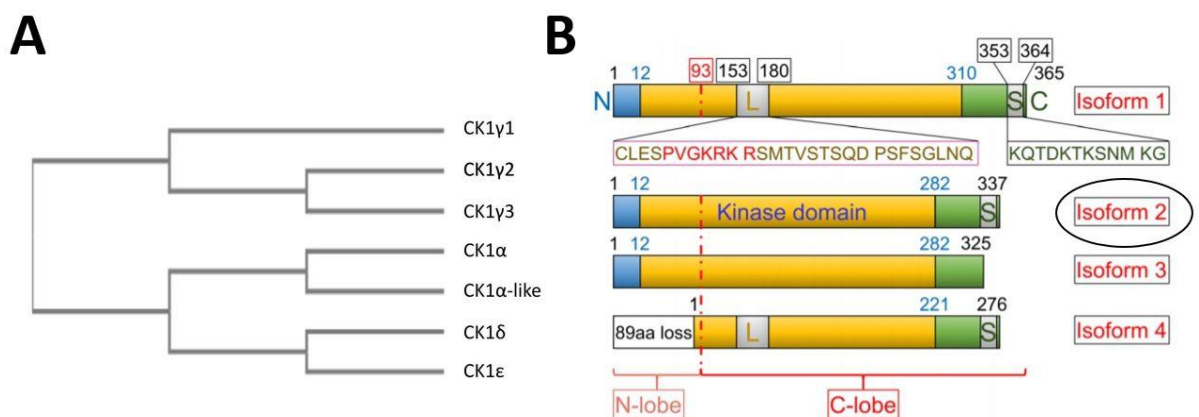 A
CK1γ1
CK1γ2
CK1γ3
CK1α
CK1α-like
CK1δ
CK1ε
B
353 364
1 12 93 153 180 310 365
N L S C Isoform 1
CLESPVGKRK RSMTVSTSQD PSFSGLNQ KQTDKTKSNM KG
1 12 282 337
Kinase domain S Isoform 2
1 12 282 325
Isoform 3
1 221 276
89aa loss L S Isoform 4
N-lobe C-lobe